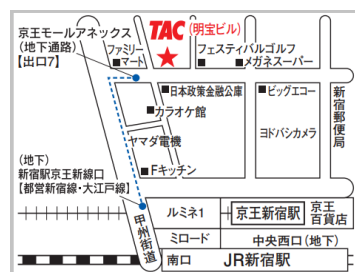 京王モールアネックス
(地下通路)
【出口7】
TAC (明宝ビル)
ファミリー
マート
フェスティバルゴルフ
メガネスーパー
日本政策金融公庫
ビックエコー
カラオケ館
新宿郵便局
ヨドバシカメラ
ヤマダ電機
Fキッチン
(地下)
新宿駅京王新線口
【都営新宿線・大江戸線】
甲州街道
ルミネ1
京王新宿駅
京王
百貨店
ミロード
中央西口(地下)
南口
JR新宿駅